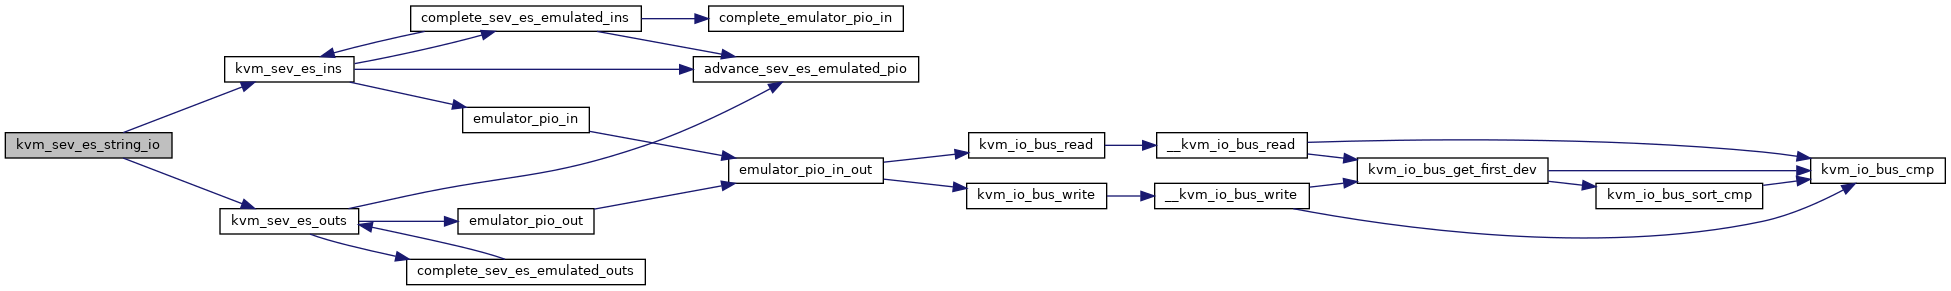 complete_sev_es_emulated_ins
complete_emulator_pio_in
kvm_sev_es_ins
advance_sev_es_emulated_pio
emulator_pio_in
kvm_sev_es_string_io
kvm_io_bus_read
__kvm_io_bus_read
emulator_pio_in_out
kvm_io_bus_get_first_dev
kvm_io_bus_cmp
kvm_io_bus_write
__kvm_io_bus_write
kvm_io_bus_sort_cmp
kvm_sev_es_outs
emulator_pio_out
complete_sev_es_emulated_outs